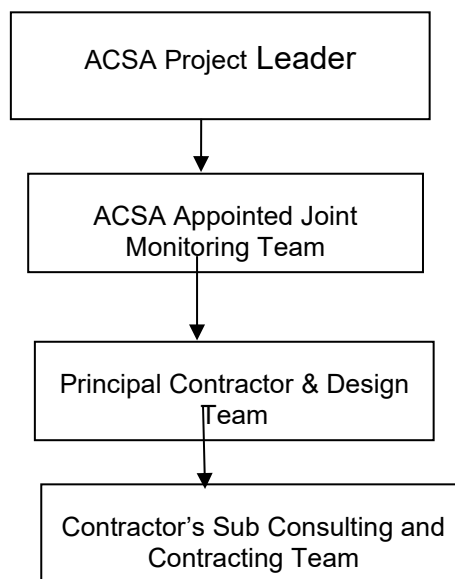 ACSA Project Leader
ACSA Appointed Joint
Monitoring Team
Principal Contractor & Design
Team
Contractor’s Sub Consulting and
Contracting Team